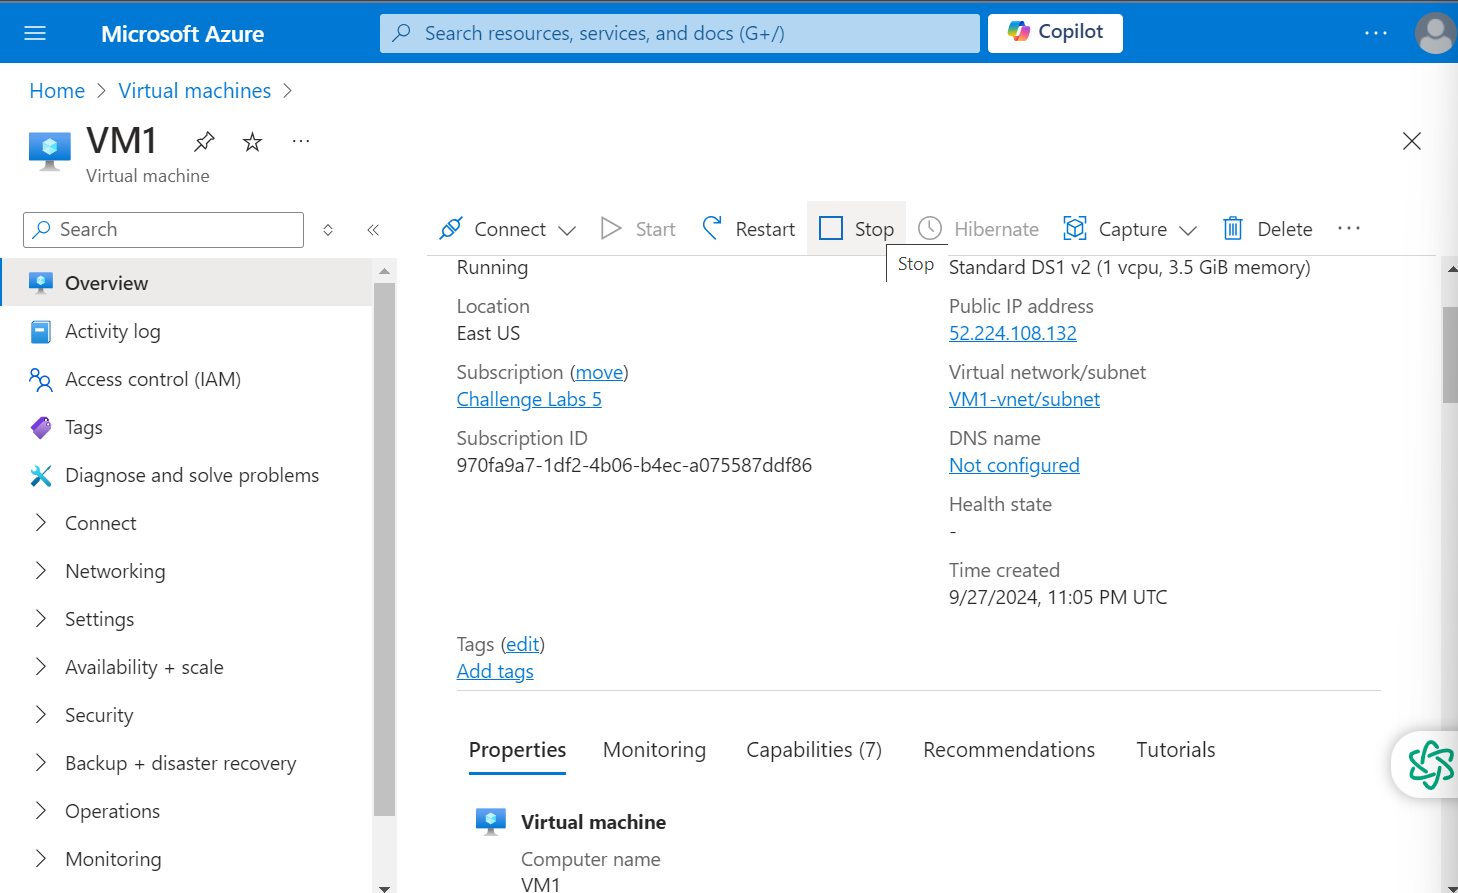 Microsoft Azure
Search resources, services, and docs (G+/)
Copilot
Home > Virtual machines >
VM1
Virtual machine
Search
Overview
Activity log
Access control (IAM)
Tags
Diagnose and solve problems
Connect
Networking
Settings
Availability + scale
Security
Backup + disaster recovery
Operations
Monitoring
Connect
Start
Restart
Stop
Hibernate
Capture
Delete
Stop
Running
Location
East US
Subscription (move)
Challenge Labs 5
Subscription ID
970fa9a7-1df2-4b06-b4ec-a075587ddf86
Standard DS1 v2 (1 vcpu, 3.5 GiB memory)
Public IP address
52.224.108.132
Virtual network/subnet
VM1-vnet/subnet
DNS name
Not configured
Health state
-
Time created
9/27/2024, 11:05 PM UTC
Tags (edit)
Add tags
Properties
Monitoring
Capabilities (7)
Recommendations
Tutorials
Virtual machine
Computer name
VM1